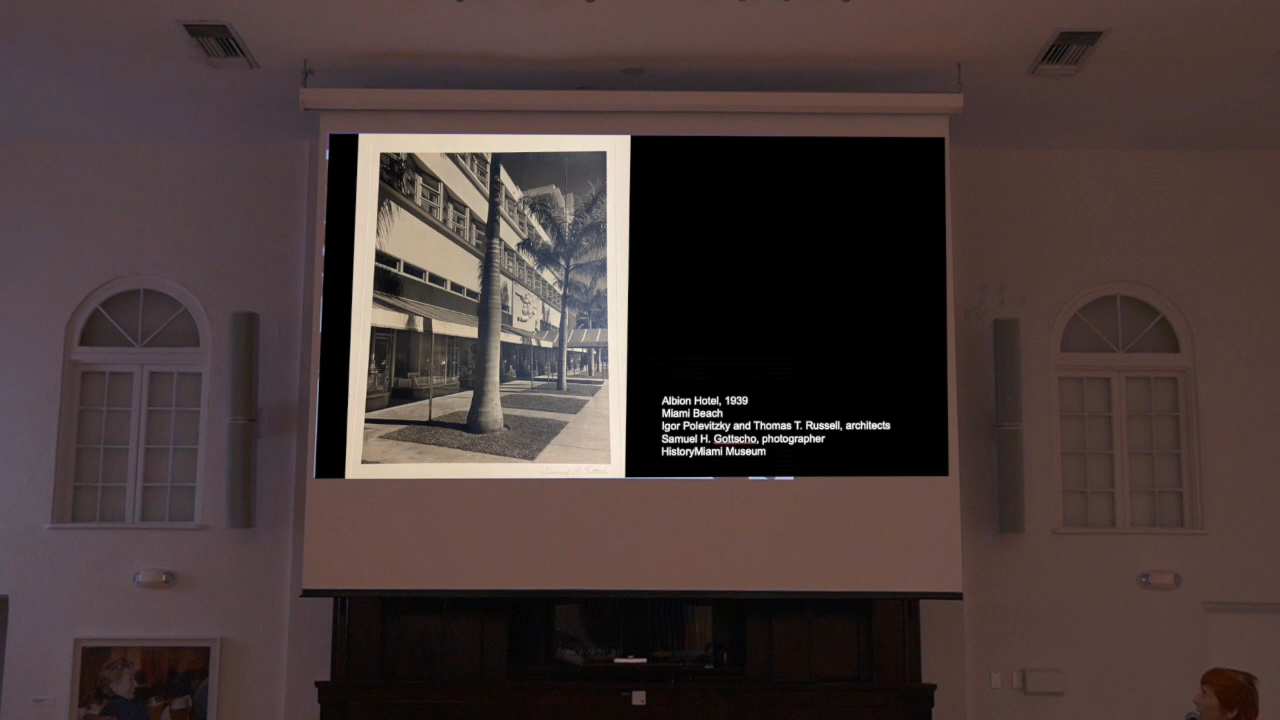 Albion Hotel, 1939
Miami Beach
Igor Polevitzky and Thomas T. Russell, architects
Samuel H. Gottscho, photographer
HistoryMiami Museum